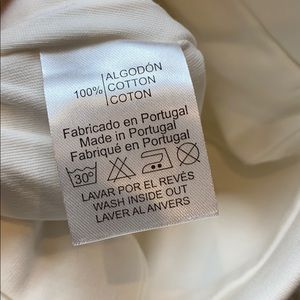 100% ALGODÓN
COTTON
COTON
Fabricado en Portugal
Made in Portugal
Fabriqué en Portugal
30°
LAVAR POR EL REVÉS
WASH INSIDE OUT
LAVER AL ANVERS